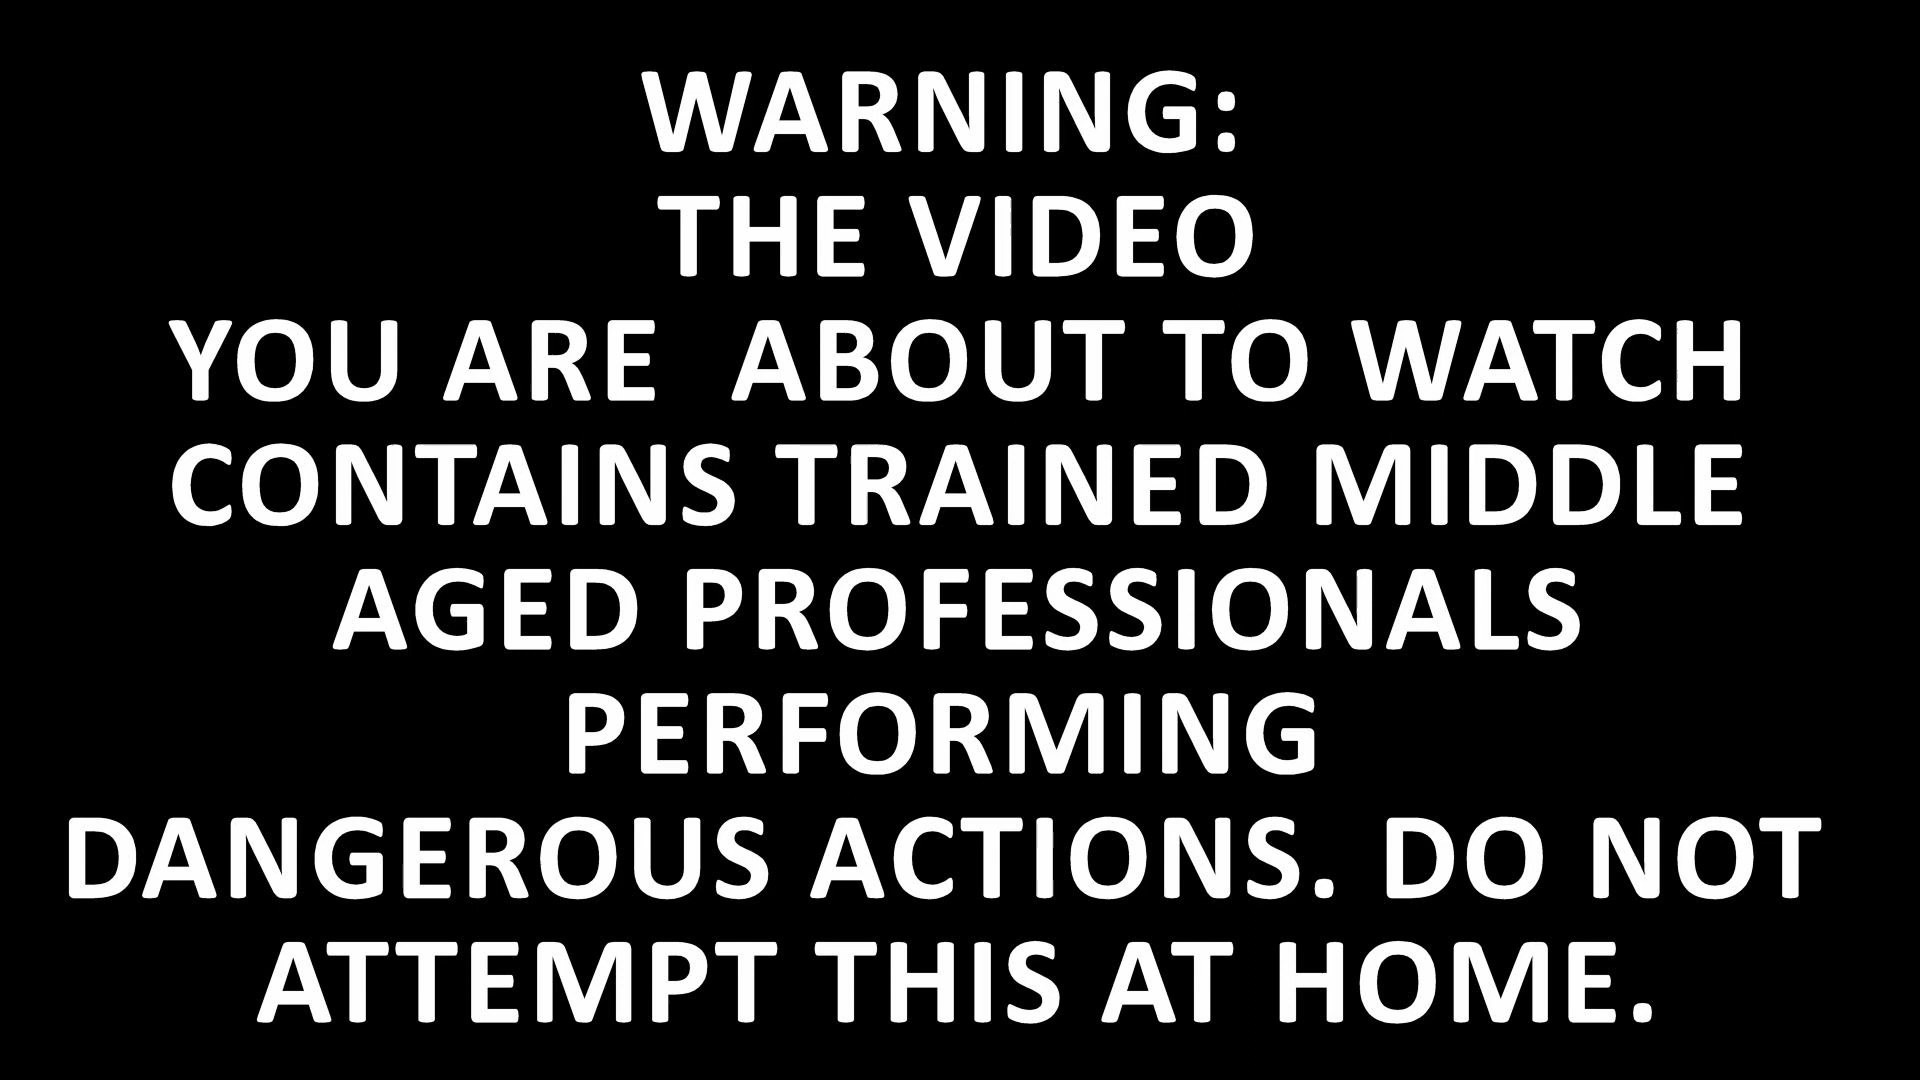 WARNING:
THE VIDEO
YOU ARE  ABOUT TO WATCH
CONTAINS TRAINED MIDDLE
AGED PROFESSIONALS
PERFORMING
DANGEROUS ACTIONS. DO NOT
ATTEMPT THIS AT HOME.